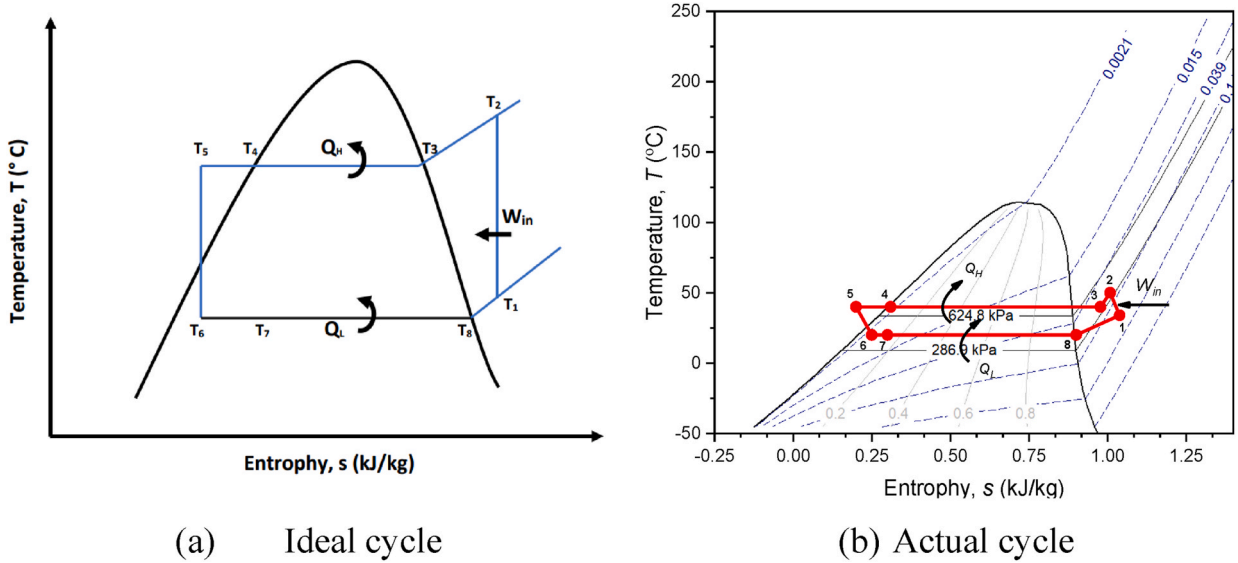 Temperature, T (° C)
T₂
T₅
T₄
QH
T3
Win
T₁
T₆
T₇
QL
T₈
Entrophy, s (kJ/kg)
(a) Ideal cycle
Temperature, T (°C)
250
200
150
100
50
0
-50
-0.25
0.00
0.25
0.50
0.75
1.00
1.25
Entrophy, s (kJ/kg)
0.0021
0.015
0.039
QH
5
4
3
2
Win
1
624.8 kPa
6
7
8
286.9 kPa
QL
0.2
0.4
0.6
0.8
(b) Actual cycle